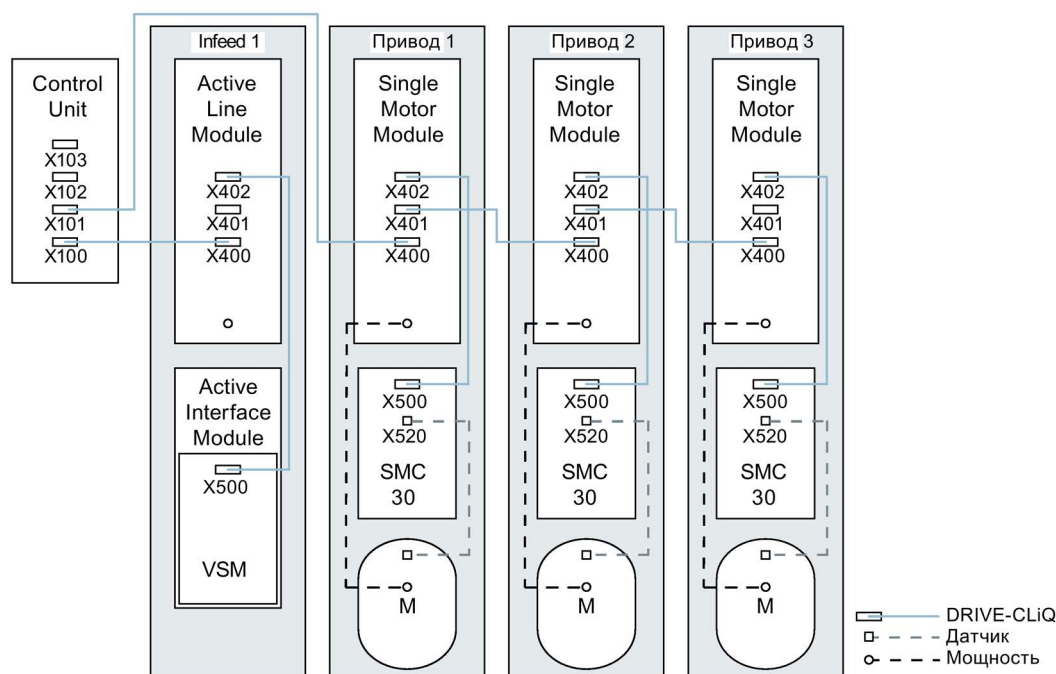 Control
Unit
X103
X102
X101
X100
Infeed 1
Active
Line
Module
X402
X401
X400
Active
Interface
Module
X500
VSM
Привод 1
Single
Motor
Module
X402
X401
X400
X500
X520
SMC
30
M
Привод 2
Single
Motor
Module
X402
X401
X400
X500
X520
SMC
30
M
Привод 3
Single
Motor
Module
X402
X401
X400
X500
X520
SMC
30
M
DRIVE-CLiQ
Датчик
Мощность